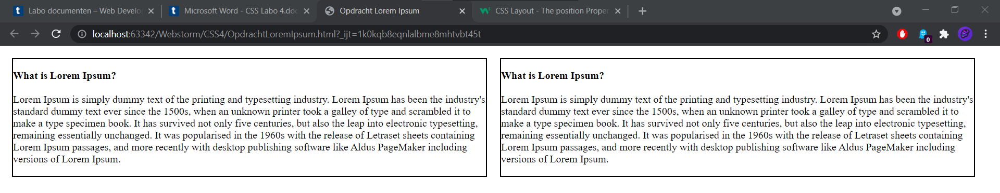 Labo documenten – Web Develo
Microsoft Word - CSS Labo 4.doc
Opdracht Lorem Ipsum
CSS Layout - The position Proper
localhost:63342/Webstorm/CSS4/OpdrachtLoremIpsum.html?_ijt=1k0kqb8eqnlalbme8mhtvbt45t
0
What is Lorem Ipsum?
Lorem Ipsum is simply dummy text of the printing and typesetting industry. Lorem Ipsum has been the industry's
standard dummy text ever since the 1500s, when an unknown printer took a galley of type and scrambled it to
make a type specimen book. It has survived not only five centuries, but also the leap into electronic typesetting,
remaining essentially unchanged. It was popularised in the 1960s with the release of Letraset sheets containing
Lorem Ipsum passages, and more recently with desktop publishing software like Aldus PageMaker including
versions of Lorem Ipsum.
What is Lorem Ipsum?
Lorem Ipsum is simply dummy text of the printing and typesetting industry. Lorem Ipsum has been the industry's
standard dummy text ever since the 1500s, when an unknown printer took a galley of type and scrambled it to
make a type specimen book. It has survived not only five centuries, but also the leap into electronic typesetting,
remaining essentially unchanged. It was popularised in the 1960s with the release of Letraset sheets containing
Lorem Ipsum passages, and more recently with desktop publishing software like Aldus PageMaker including
versions of Lorem Ipsum.